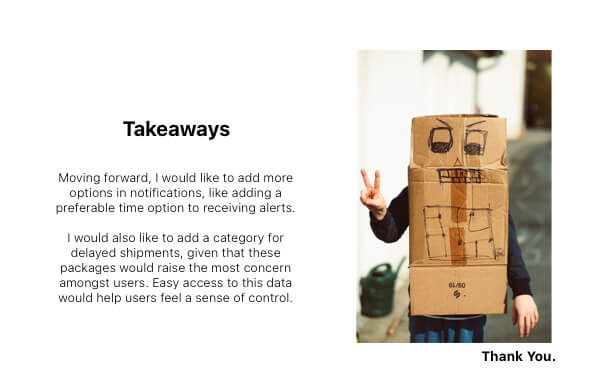 Takeaways
Moving forward, I would like to add more
options in notifications, like adding a
preferable time option to receiving alerts.
I would also like to add a category for
delayed shipments, given that these
packages would raise the most concern
amongst users. Easy access to this data
would help users feel a sense of control.
Thank You.